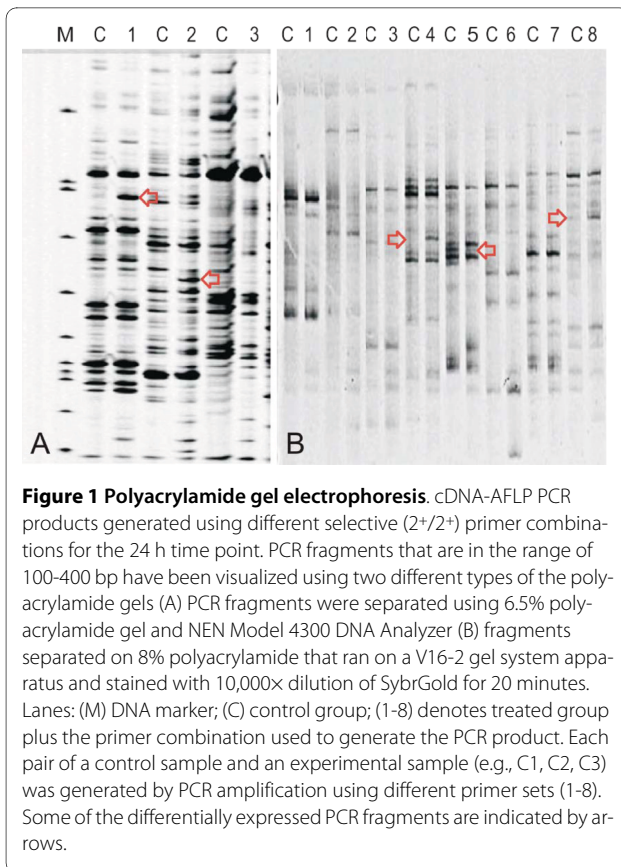 M C 1 C 2 C 3 C 1 C 2 C 3 C 4 C 5 C 6 C 7 C 8
A B
Figure 1 Polyacrylamide gel electrophoresis. cDNA-AFLP PCR
products generated using different selective (2+/2+) primer combina-
tions for the 24 h time point. PCR fragments that are in the range of
100-400 bp have been visualized using two different types of the poly-
acrylamide gels (A) PCR fragments were separated using 6.5% poly-
acrylamide gel and NEN Model 4300 DNA Analyzer (B) fragments
separated on 8% polyacrylamide that ran on a V16-2 gel system appa-
ratus and stained with 10,000× dilution of SybrGold for 20 minutes.
Lanes: (M) DNA marker; (C) control group; (1-8) denotes treated group
plus the primer combination used to generate the PCR product. Each
pair of a control sample and an experimental sample (e.g., C1, C2, C3)
was generated by PCR amplification using different primer sets (1-8).
Some of the differentially expressed PCR fragments are indicated by ar-
rows.